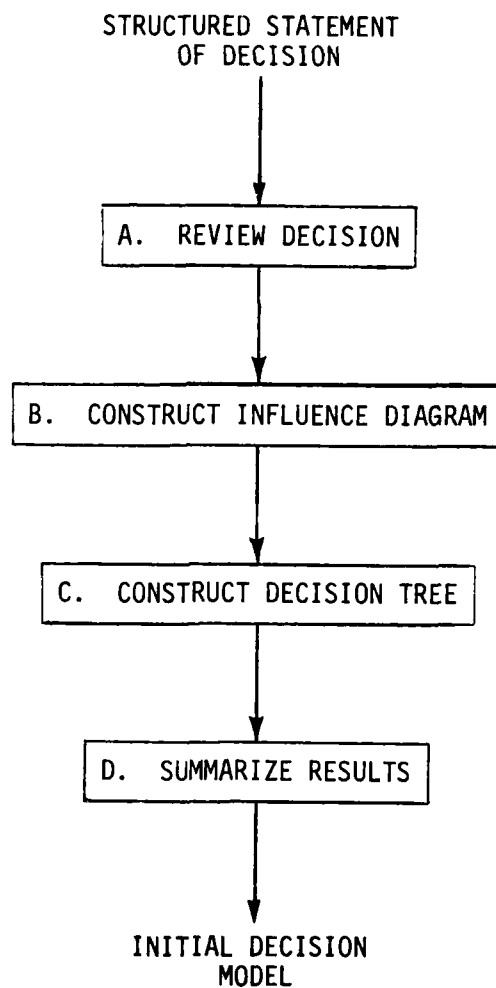 STRUCTURED STATEMENT
OF DECISION
A. REVIEW DECISION
B. CONSTRUCT INFLUENCE DIAGRAM
C. CONSTRUCT DECISION TREE
D. SUMMARIZE RESULTS
INITIAL DECISION
MODEL